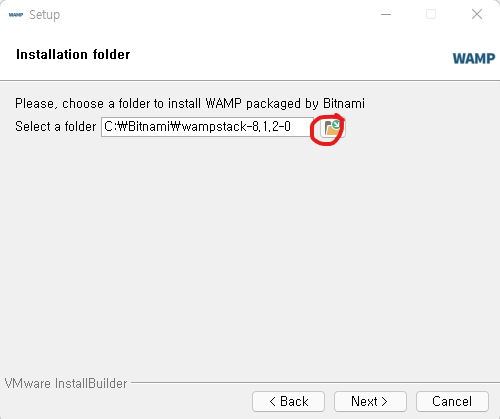 WAMP Setup
Installation folder
WAMP
Please, choose a folder to install WAMP packaged by Bitnami
Select a folder C:₩Bitnami₩wampstack-8.1.2-0
VMware InstallBuilder
< Back Next > Cancel